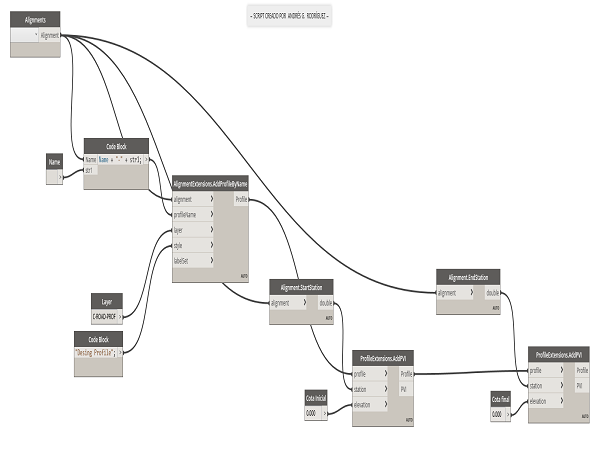 ~ SCRIPT CREADO POR ANDRÉS G. RODRÍGUEZ ~
Alignments
Alignment
Code Block
Name Name + "-" + str1; >
str1
Name
>
AlignmentExtensions.AddProfileByName
alignment > Profile
profileName >
layer >
style >
labelSet >
AUTO
Layer
C-ROAD-PROF >
Code Block
"Desing Profile"; >
Alignment.StartStation
alignment > double
AUTO
Alignment.EndStation
alignment > double
AUTO
ProfileExtensions.AddPVI
profile > Profile
station > PVI
elevation >
AUTO
Cota Inicial
0.000 >
ProfileExtensions.AddPVI
profile > Profile
station > PVI
elevation >
AUTO
Cota final
0.000 >